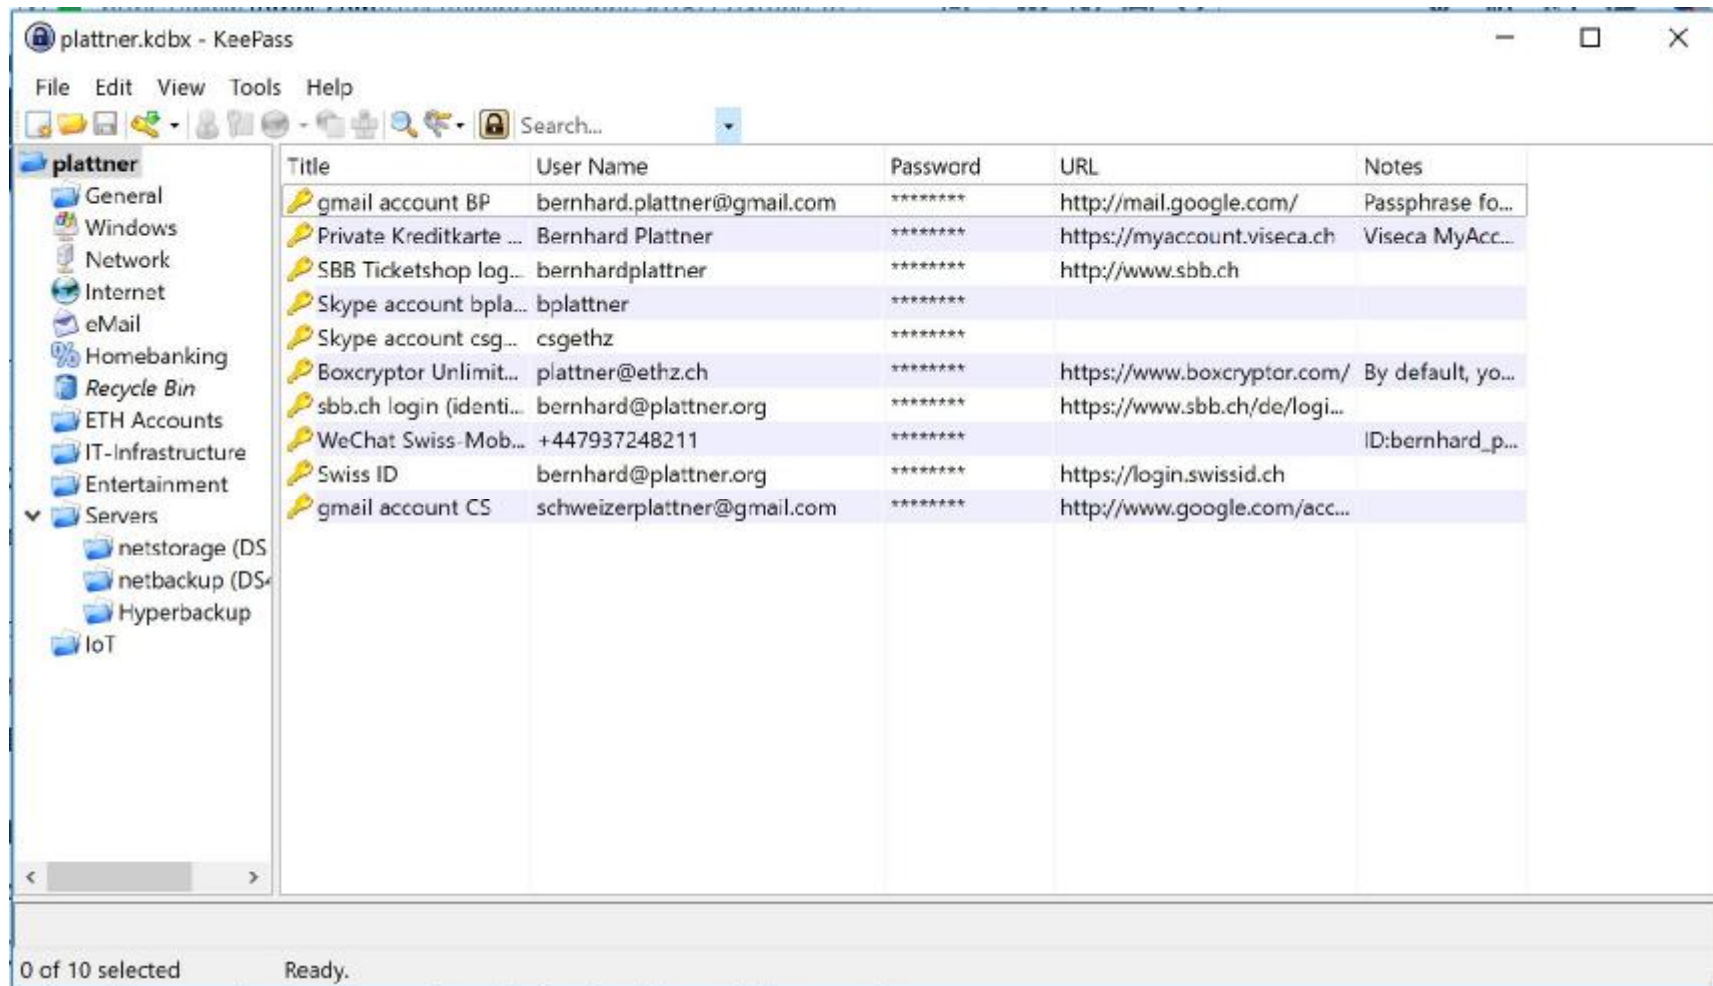 plattner.kdbx - KeePass
File Edit View Tools Help
Search...
plattner
General
Windows
Network
Internet
eMail
Homebanking
Recycle Bin
ETH Accounts
IT-Infrastructure
Entertainment
Servers
netstorage (DS
netbackup (DS
Hyperbackup
IoT
Title User Name Password URL Notes
gmail account BP bernhard.plattner@gmail.com ******** http://mail.google.com/ Passphrase fo...
Private Kreditkarte ... Bernhard Plattner ******** https://myaccount.viseca.ch Viseca MyAcc...
SBB Ticketshop log... bernhardplattner ******** http://www.sbb.ch
Skype account bpla... bplattner ********
Skype account csg... csgethz ********
Boxcryptor Unlimit... plattner@ethz.ch ******** https://www.boxcryptor.com/ By default, yo...
sbb.ch login (identi... bernhard@plattner.org ******** https://www.sbb.ch/de/logi...
WeChat Swiss-Mob... +447937248211 ******** ID:bernhard_p...
Swiss ID bernhard@plattner.org ******** https://login.swissid.ch
gmail account CS schweizerplattner@gmail.com ******** http://www.google.com/acc...
0 of 10 selected Ready.